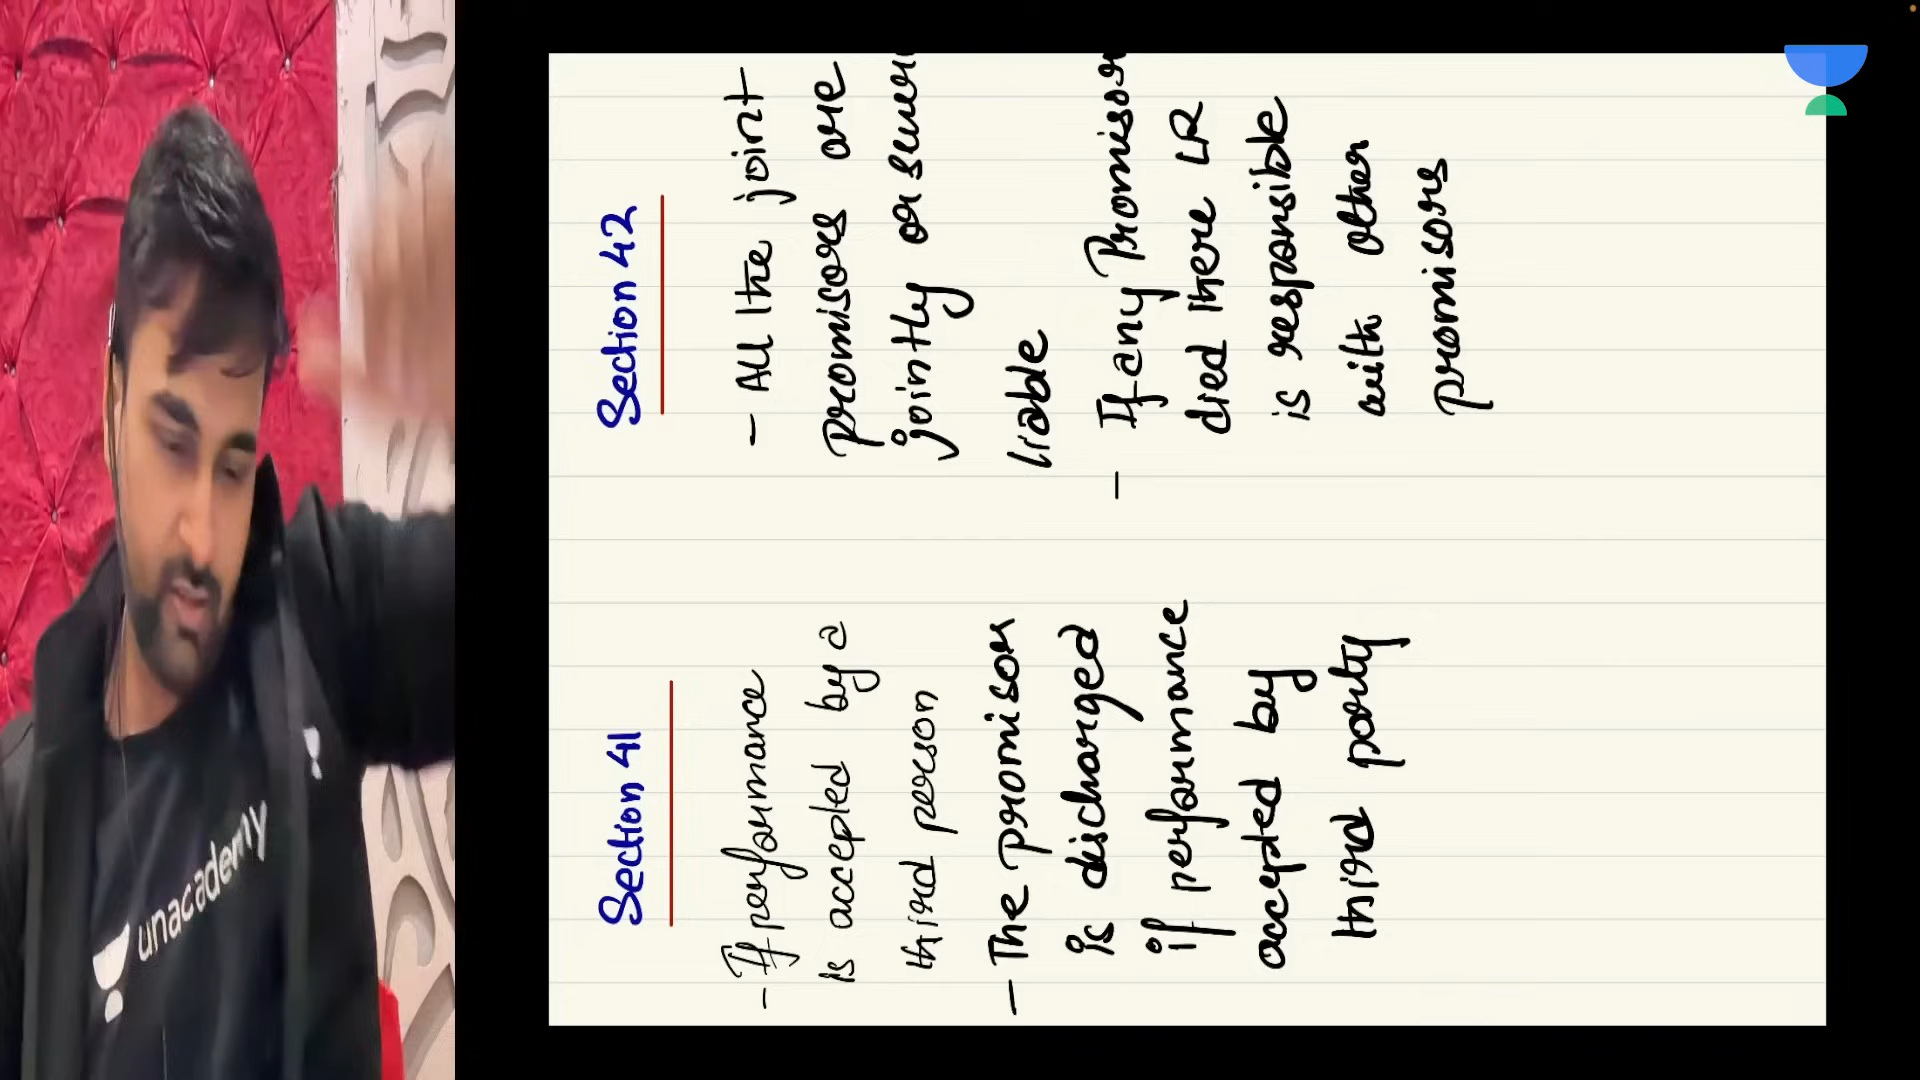 Section 41
- If performance
is accepted by a
third person
- The promisor
is discharged
if performance
accepted by
third party
Section 42
- All the joint
promisors are
jointly or
liable
- If any Promisor
died there LR
is responsible
with other
promisors
unacademy